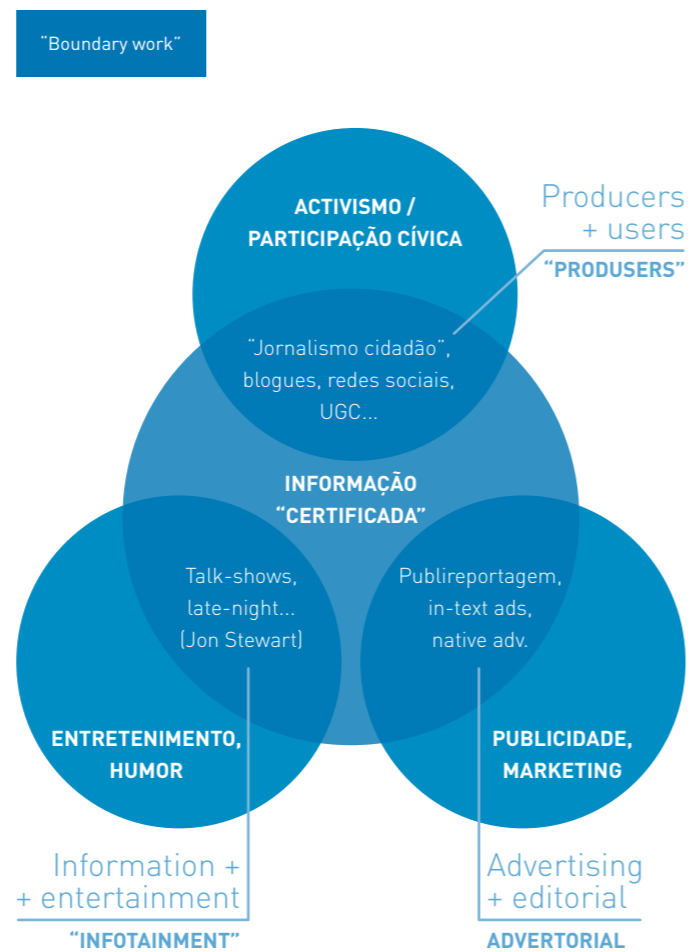 “Boundary work”
ACTIVISMO /
PARTICIPAÇÃO CÍVICA
Producers
+ users
“PRODUSERS”
“Jornalismo cidadão”,
blogues, redes sociais,
UGC...
INFORMAÇÃO
“CERTIFICADA”
Talk-shows,
late-night...
(Jon Stewart)
Publireportagem,
in-text ads,
native adv.
ENTRETENIMENTO,
HUMOR
PUBLICIDADE,
MARKETING
Information +
+ entertainment
“INFOTAINMENT”
Advertising
+ editorial
ADVERTORIAL